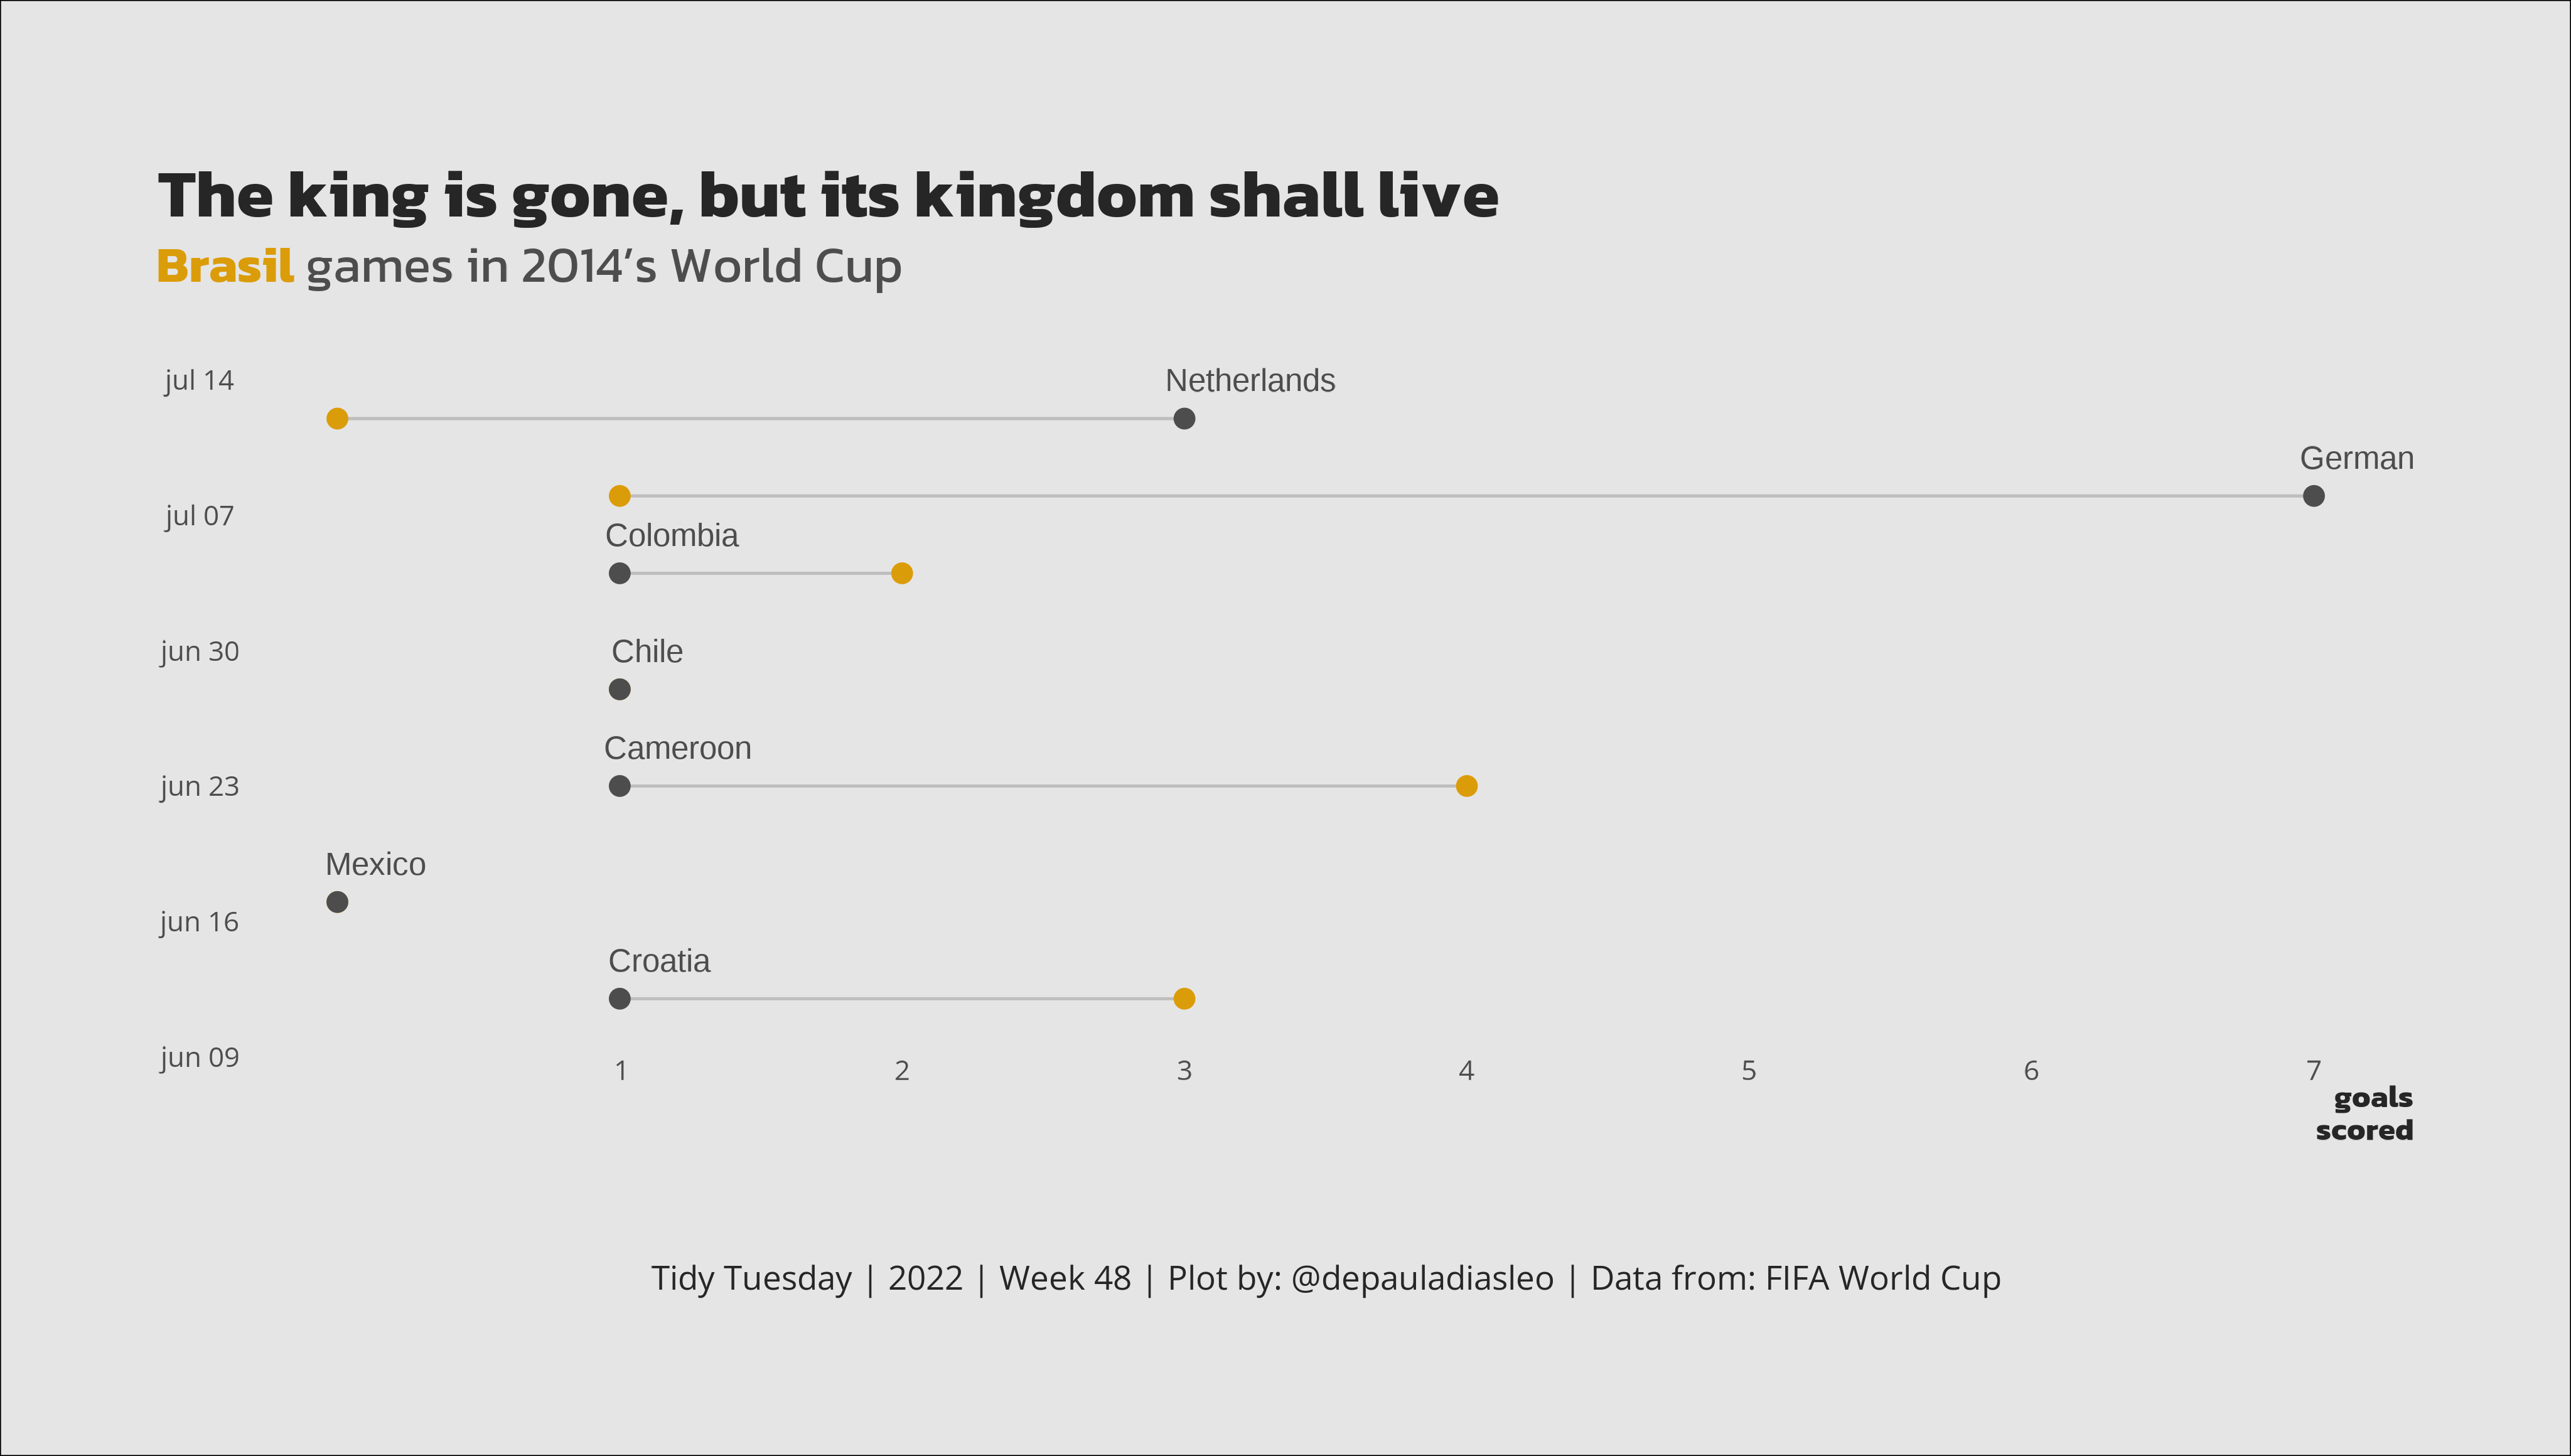 The king is gone, but its kingdom shall live
Brasil games in 2014’s World Cup
jul 14
Netherlands
German
jul 07
Colombia
jun 30
Chile
Cameroon
jun 23
Mexico
jun 16
Croatia
jun 09
1 2 3 4 5 6 7
goals
scored
Tidy Tuesday | 2022 | Week 48 | Plot by: @depauladiasleo | Data from: FIFA World Cup